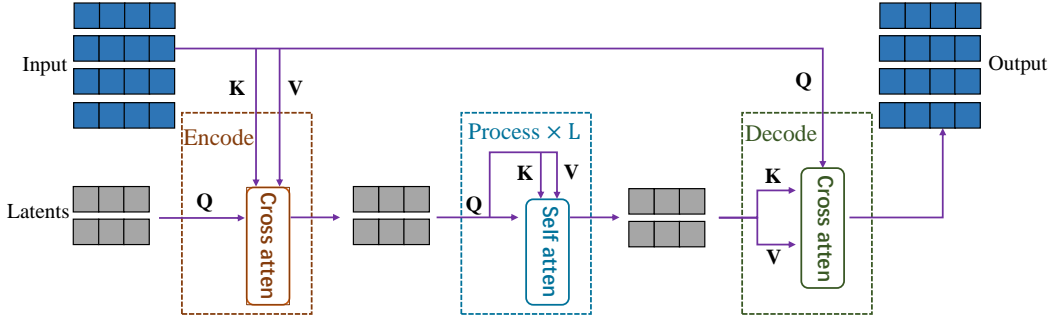 Input
K
V
Q
Output
Encode
Process × L
Decode
Latents
Q
Cross atten
Q
K
V
Self atten
K
V
Cross atten